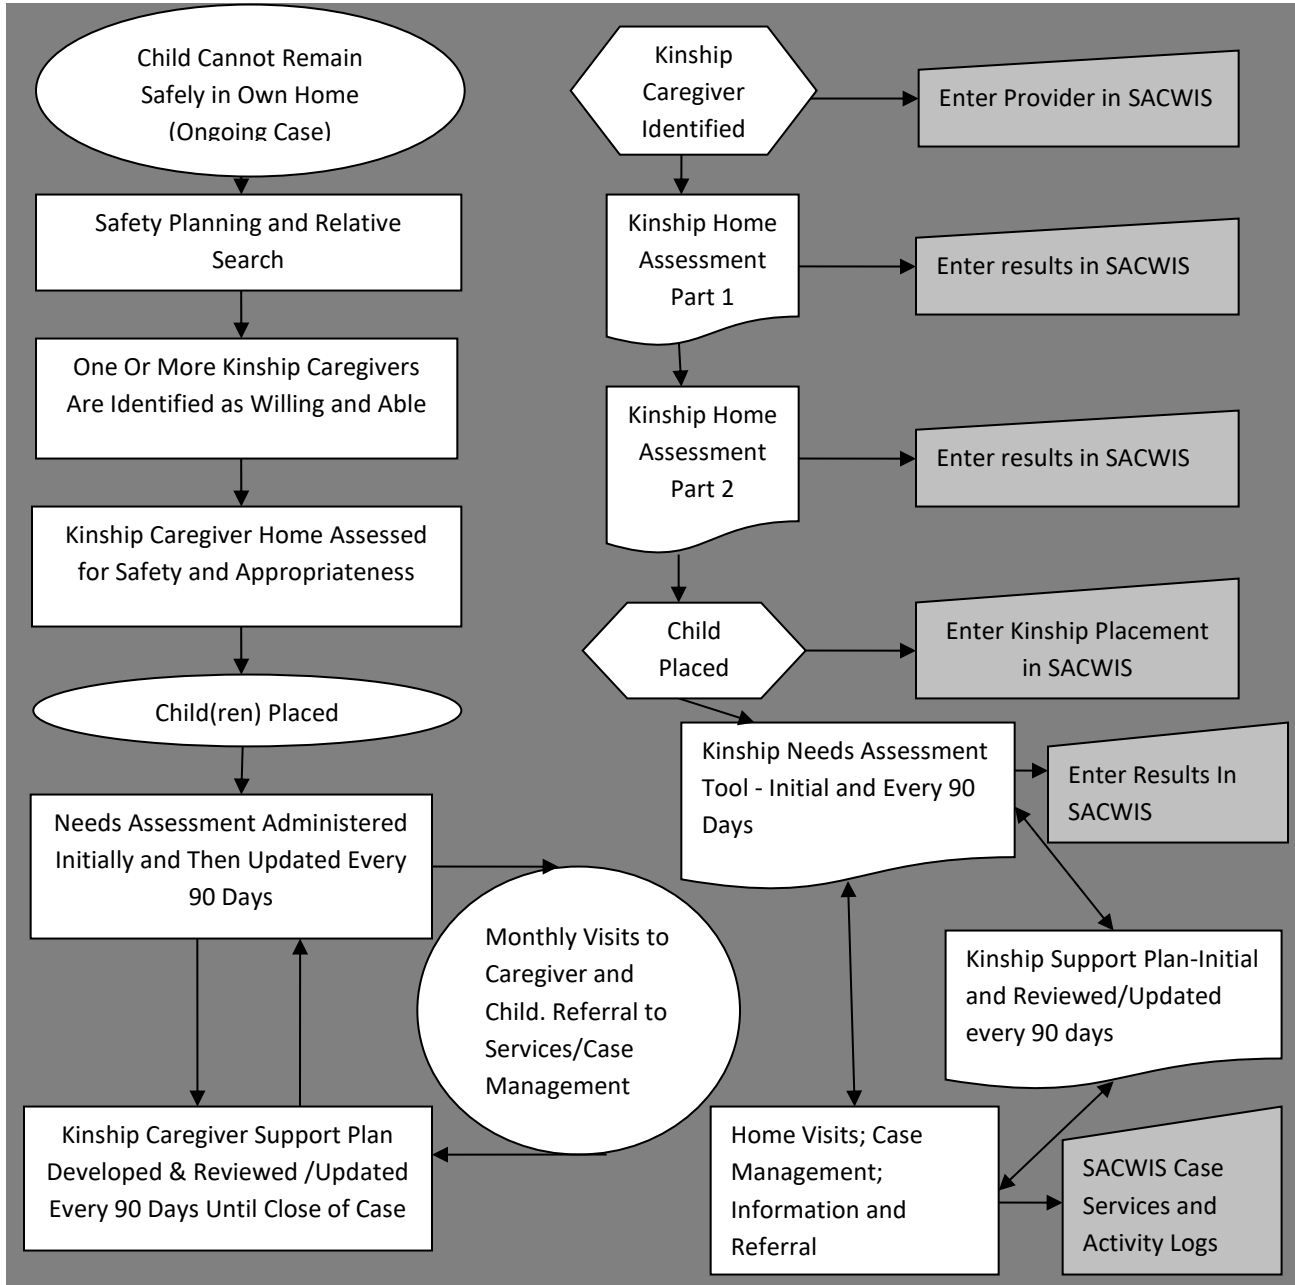 Child Cannot Remain
Safely in Own Home
(Ongoing Case)
Safety Planning and Relative
Search
One Or More Kinship Caregivers
Are Identified as Willing and Able
Kinship Caregiver Home Assessed
for Safety and Appropriateness
Child(ren) Placed
Needs Assessment Administered
Initially and Then Updated Every
90 Days
Monthly Visits to
Caregiver and
Child. Referral to
Services/Case
Management
Kinship Caregiver Support Plan
Developed & Reviewed /Updated
Every 90 Days Until Close of Case
Kinship
Caregiver
Identified
Enter Provider in SACWIS
Kinship Home
Assessment
Part 1
Enter results in SACWIS
Kinship Home
Assessment
Part 2
Enter results in SACWIS
Child
Placed
Enter Kinship Placement
in SACWIS
Kinship Needs Assessment
Tool - Initial and Every 90
Days
Enter Results In
SACWIS
Kinship Support Plan-Initial
and Reviewed/Updated
every 90 days
Home Visits; Case
Management;
Information and
Referral
SACWIS Case
Services and
Activity Logs